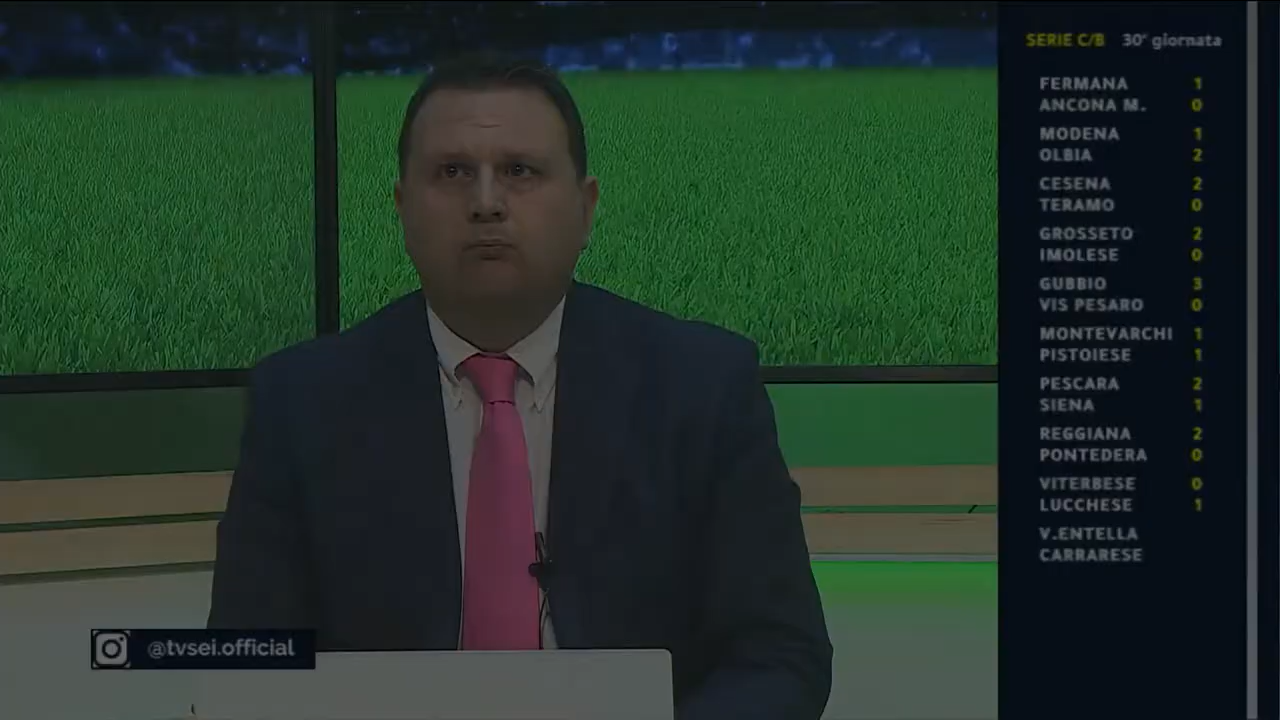 SERIE C/B 30ª giornata
FERMANA 1
ANCONA M. 0
MODENA 1
OLBIA 2
CESENA 2
TERAMO 0
GROSSETO 2
IMOLESE 0
GUBBIO 3
VIS PESARO 0
MONTEVARCHI 1
PISTOIESE 1
PESCARA 2
SIENA 1
REGGIANA 2
PONTEDERA 0
VITERBESE 0
LUCCHESE 1
V.ENTELLA
CARRARESE
@tvsei.official